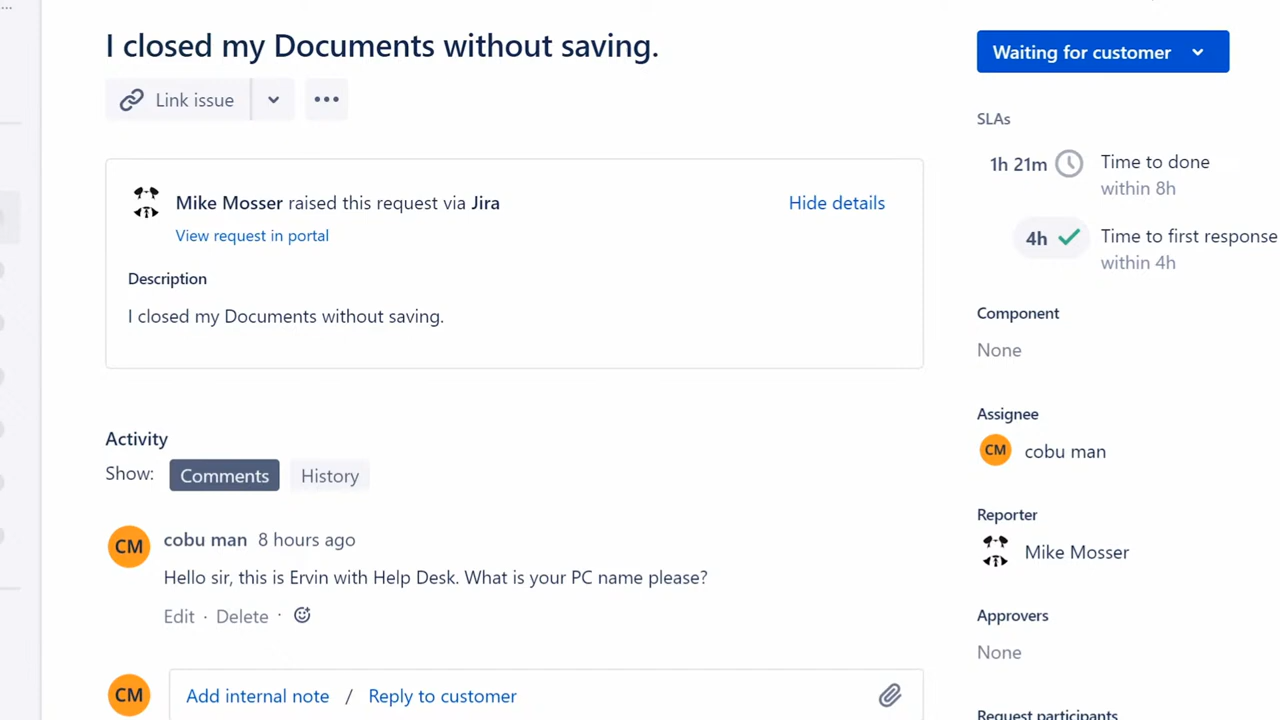 I closed my Documents without saving.
Waiting for customer
Link issue
•••
SLAs
1h 21m Time to done
within 8h
Mike Mosser raised this request via Jira
Hide details
View request in portal
4h Time to first response
within 4h
Description
I closed my Documents without saving.
Component
None
Assignee
CM cobu man
Activity
Show: Comments History
Reporter
Mike Mosser
CM cobu man 8 hours ago
Hello sir, this is Ervin with Help Desk. What is your PC name please?
Edit · Delete ·
Approvers
None
CM Add internal note / Reply to customer
Request participants